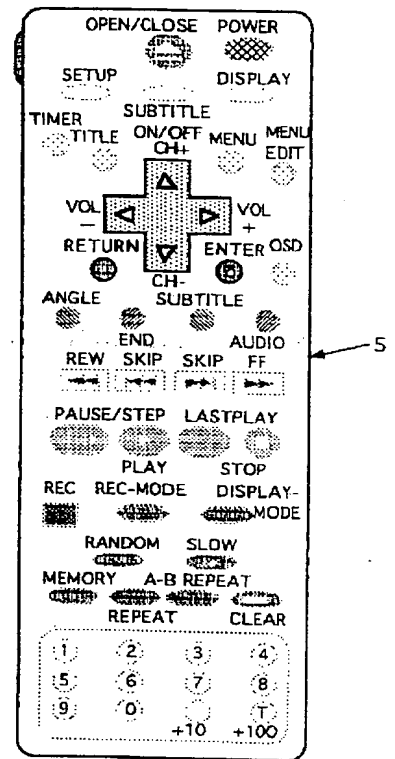 OPEN/CLOSE POWER
SETUP DISPLAY
SUBTITLE
TIMER TITLE ON/OFF MENU MENU EDIT
CH+
VOL - VOL +
RETURN ENTER OSD
CH-
ANGLE SUBTITLE
END AUDIO
REW SKIP SKIP FF
5
PAUSE/STEP LASTPLAY
PLAY STOP
REC REC-MODE DISPLAY-MODE
RANDOM SLOW
MEMORY A-B REPEAT
REPEAT CLEAR
1 2 3 4
5 6 7 8
9 0 T
+10 +100